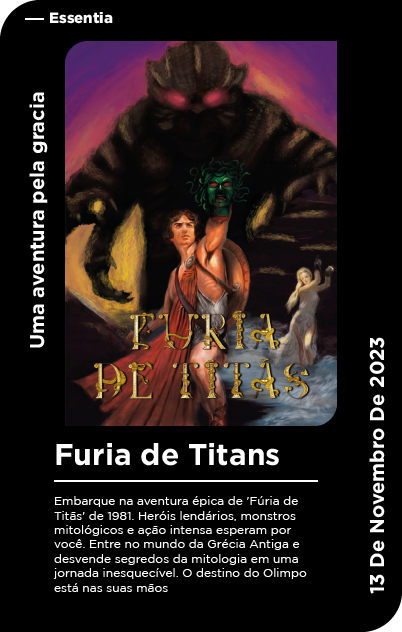 Essentia
Uma aventura pela gracia
FURIA
DE TITÃS
13 De Novembro De 2023
Furia de Titans
Embarque na aventura épica de 'Fúria de
Titãs' de 1981. Heróis lendários, monstros
mitológicos e ação intensa esperam por
você. Entre no mundo da Grécia Antiga e
desvende segredos da mitologia em uma
jornada inesquecível. O destino do Olimpo
está nas suas mãos